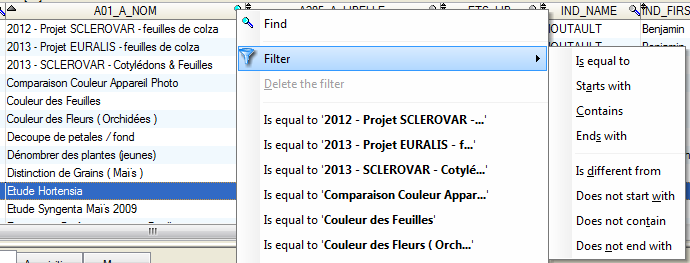 A01_A_NOM
IND_NAME
IND_FIRS
2012 - Projet SCLEROVAR - feuilles de colza
2013 - Projet EURALIS - feuilles de colza
2013 - SCLEROVAR - Cotylédons & Feuilles
Comparaison Couleur Appareil Photo
Couleur des Feuilles
Couleur des Fleurs ( Orchidées )
Decoupe de petales / fond
Dénombrer des plantes (jeunes)
Distinction de Grains ( Maïs )
Etude Hortensia
Etude Syngenta Maïs 2009
Find
Filter
Delete the filter
Is equal to '2012 - Projet SCLEROVAR -...'
Is equal to '2013 - Projet EURALIS - f...'
Is equal to '2013 - SCLEROVAR - Cotylé...'
Is equal to 'Comparaison Couleur Appar...'
Is equal to 'Couleur des Feuilles'
Is equal to 'Couleur des Fleurs ( Orch...'
OUTAULT
Benjamin
Is equal to
Starts with
Contains
Ends with
Is different from
Does not start with
Does not contain
Does not end with